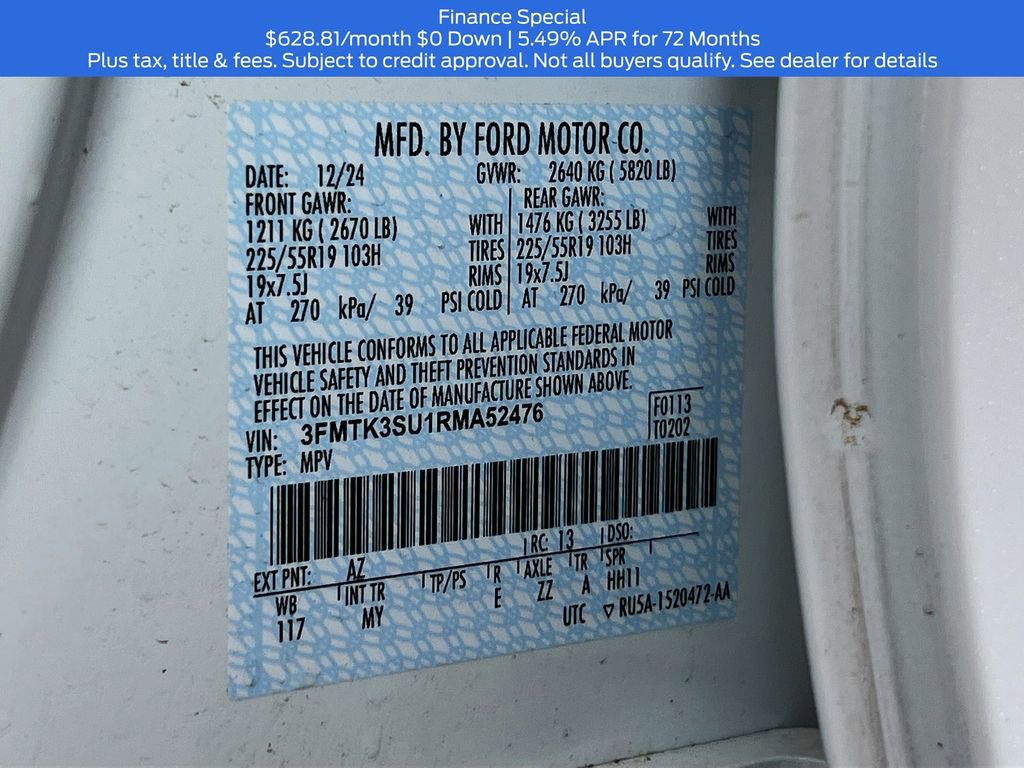 Finance Special
$628.81/month $0 Down | 5.49% APR for 72 Months
Plus tax, title & fees. Subject to credit approval. Not all buyers qualify. See dealer for details
MFD. BY FORD MOTOR CO.
DATE: 12/24 GVWR: 2640 KG ( 5820 LB)
FRONT GAWR: REAR GAWR:
1211 KG ( 2670 LB) WITH 1476 KG ( 3255 LB) WITH
225/55R19 103H TIRES 225/55R19 103H TIRES
19x7.5J RIMS 19x7.5J RIMS
AT 270 kPa/ 39 PSI COLD AT 270 kPa/ 39 PSI COLD
THIS VEHICLE CONFORMS TO ALL APPLICABLE FEDERAL MOTOR
VEHICLE SAFETY AND THEFT PREVENTION STANDARDS IN
EFFECT ON THE DATE OF MANUFACTURE SHOWN ABOVE.
VIN: 3FMTK3SU1RMA52476 F0113
TYPE: MPV T0202
EXT PNT: AZ RC: 13 DSO:
WB INT TR TP/PS R AXLE TR SPR
117 MY E ZZ A HH11
UTC ▽ RU5A-1520472-AA